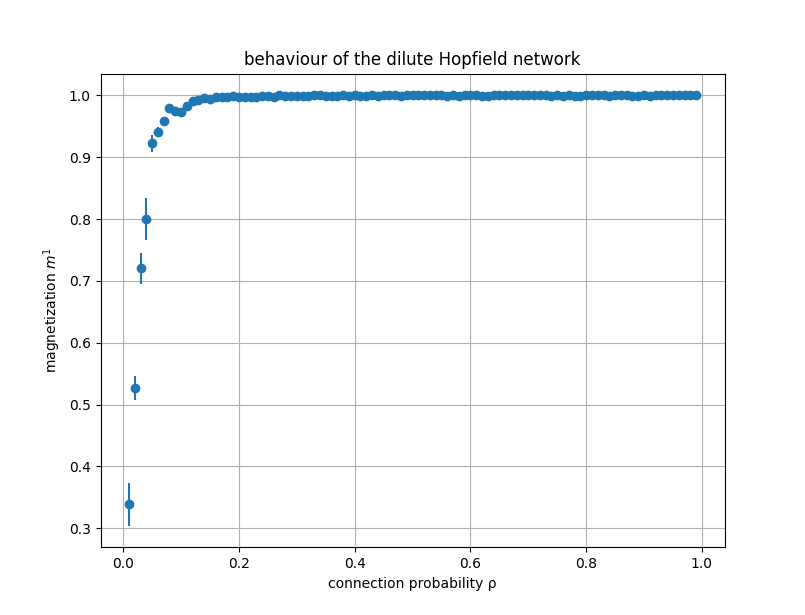 behaviour of the dilute Hopfield network
magnetization m¹
1.0
0.9
0.8
0.7
0.6
0.5
0.4
0.3
0.0 0.2 0.4 0.6 0.8 1.0
connection probability ρ